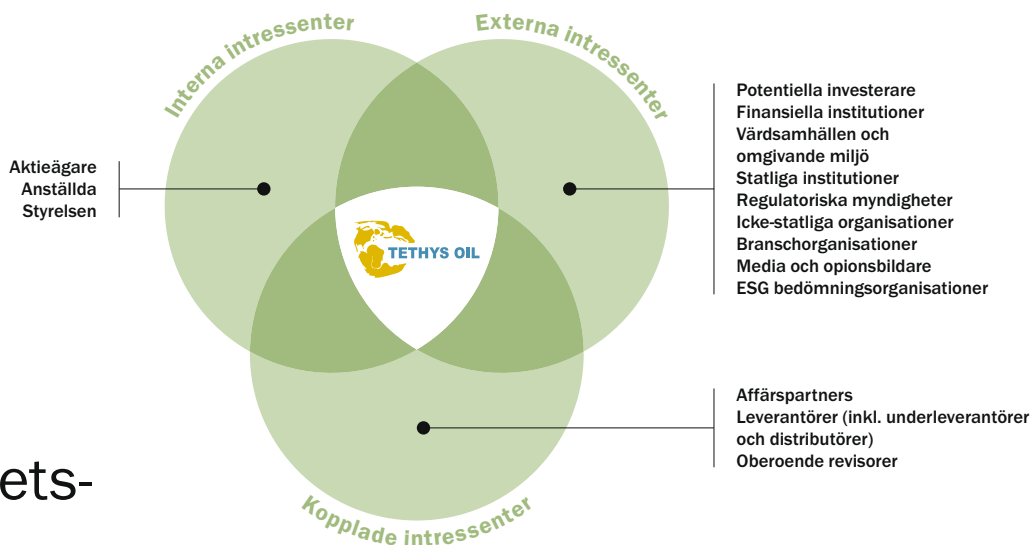 Interna intressenter
Externa intressenter
Aktieägare
Anställda
Styrelsen
Potentiella investerare
Finansiella institutioner
Värdsamhällen och
omgivande miljö
Statliga institutioner
Regulatoriska myndigheter
Icke-statliga organisationer
Branschorganisationer
Media och opionsbildare
ESG bedömningsorganisationer
TETHYS OIL
Affärspartners
Leverantörer (inkl. underleverantörer
och distributörer)
Oberoende revisorer
ets-
Kopplade intressenter